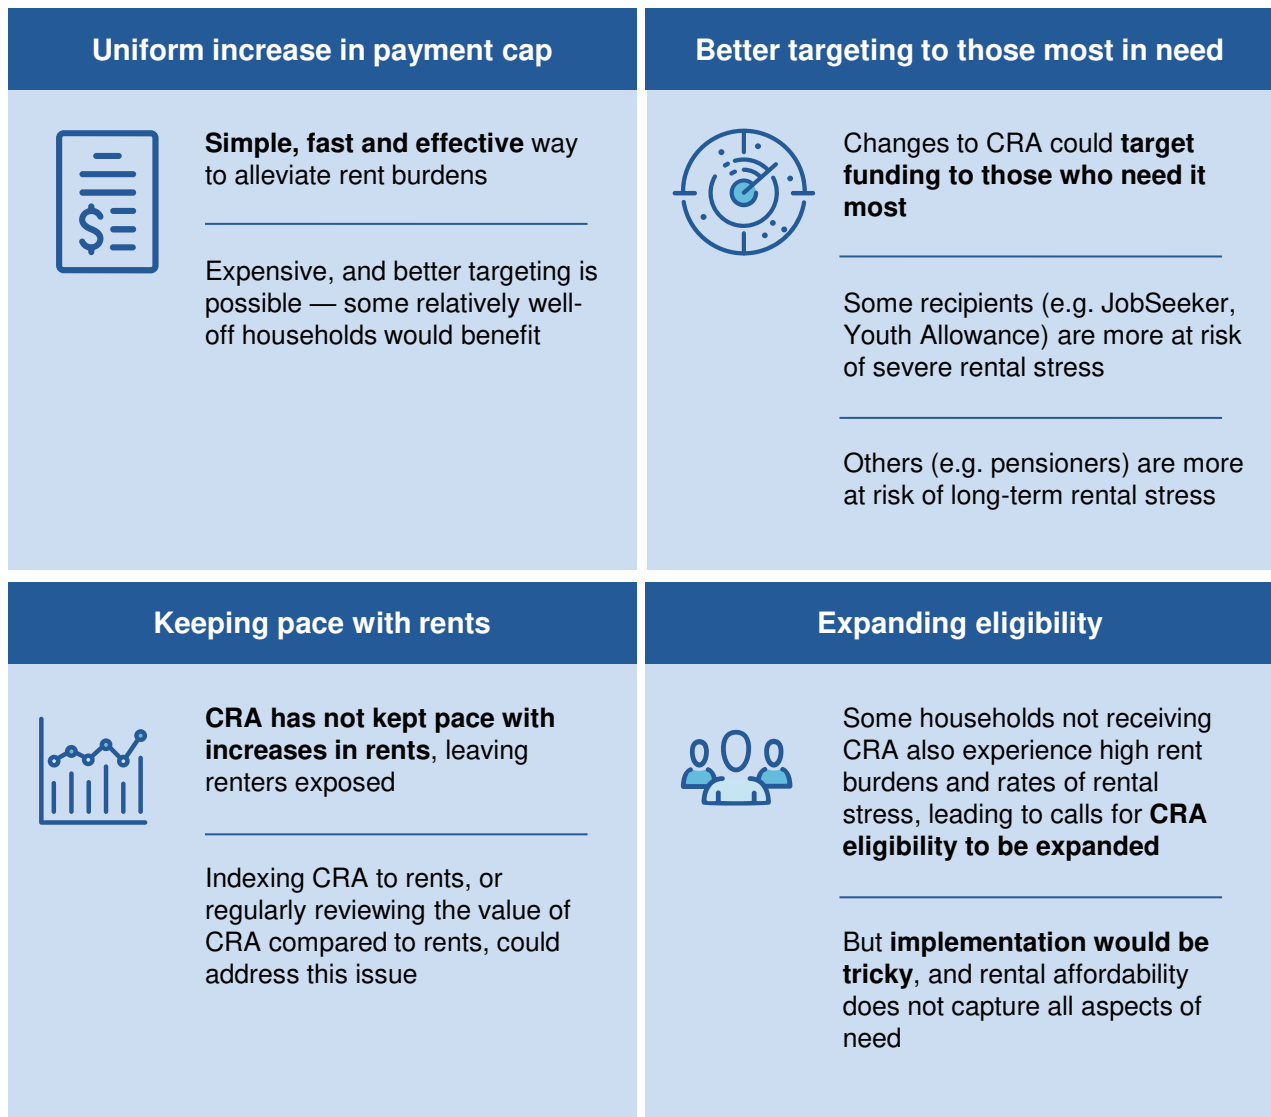 Uniform increase in payment cap
Simple, fast and effective way
to alleviate rent burdens
Expensive, and better targeting is
possible — some relatively well-
off households would benefit
Better targeting to those most in need
Changes to CRA could target
funding to those who need it
most
Some recipients (e.g. JobSeeker,
Youth Allowance) are more at risk
of severe rental stress
Others (e.g. pensioners) are more
at risk of long-term rental stress
Keeping pace with rents
CRA has not kept pace with
increases in rents, leaving
renters exposed
Indexing CRA to rents, or
regularly reviewing the value of
CRA compared to rents, could
address this issue
Expanding eligibility
Some households not receiving
CRA also experience high rent
burdens and rates of rental
stress, leading to calls for CRA
eligibility to be expanded
But implementation would be
tricky, and rental affordability
does not capture all aspects of
need